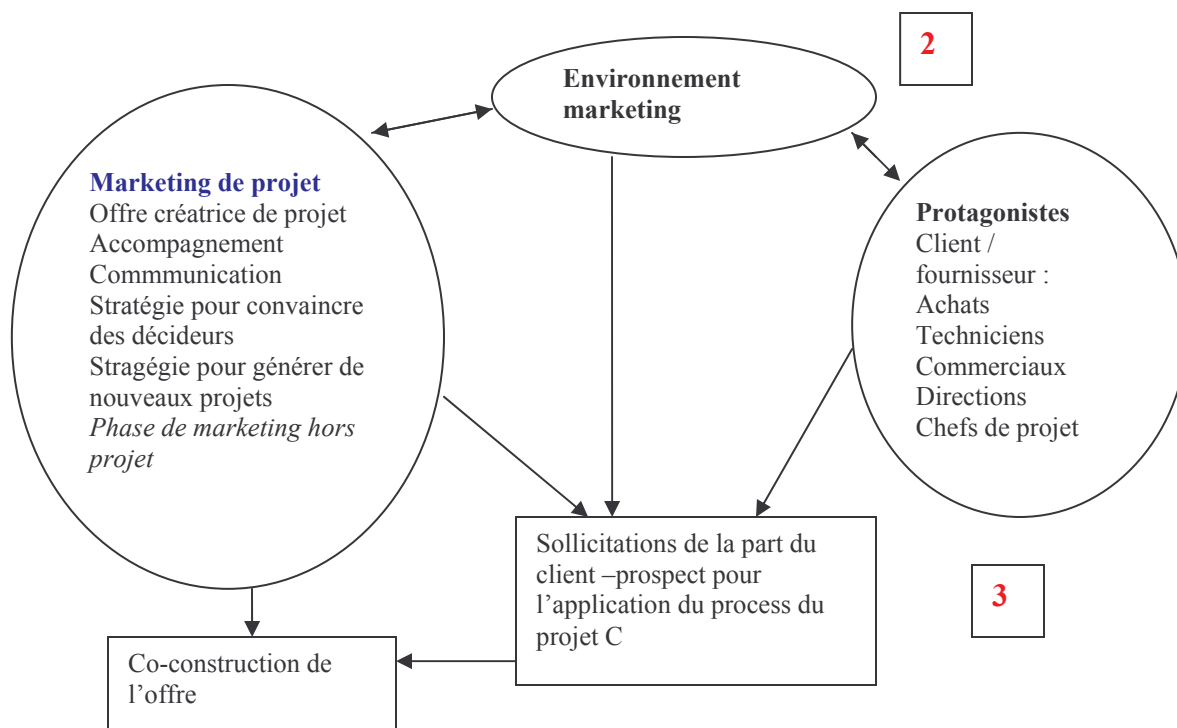 2
Environnement
marketing
Marketing de projet
Offre créatrice de projet
Accompagnement
Commmunication
Stratégie pour convaincre
des décideurs
Stragégie pour générer de
nouveaux projets
Phase de marketing hors
projet
Protagonistes
Client /
fournisseur :
Achats
Techniciens
Commerciaux
Directions
Chefs de projet
Sollicitations de la part du
client –prospect pour
l’application du process du
projet C
3
Co-construction de
l’offre